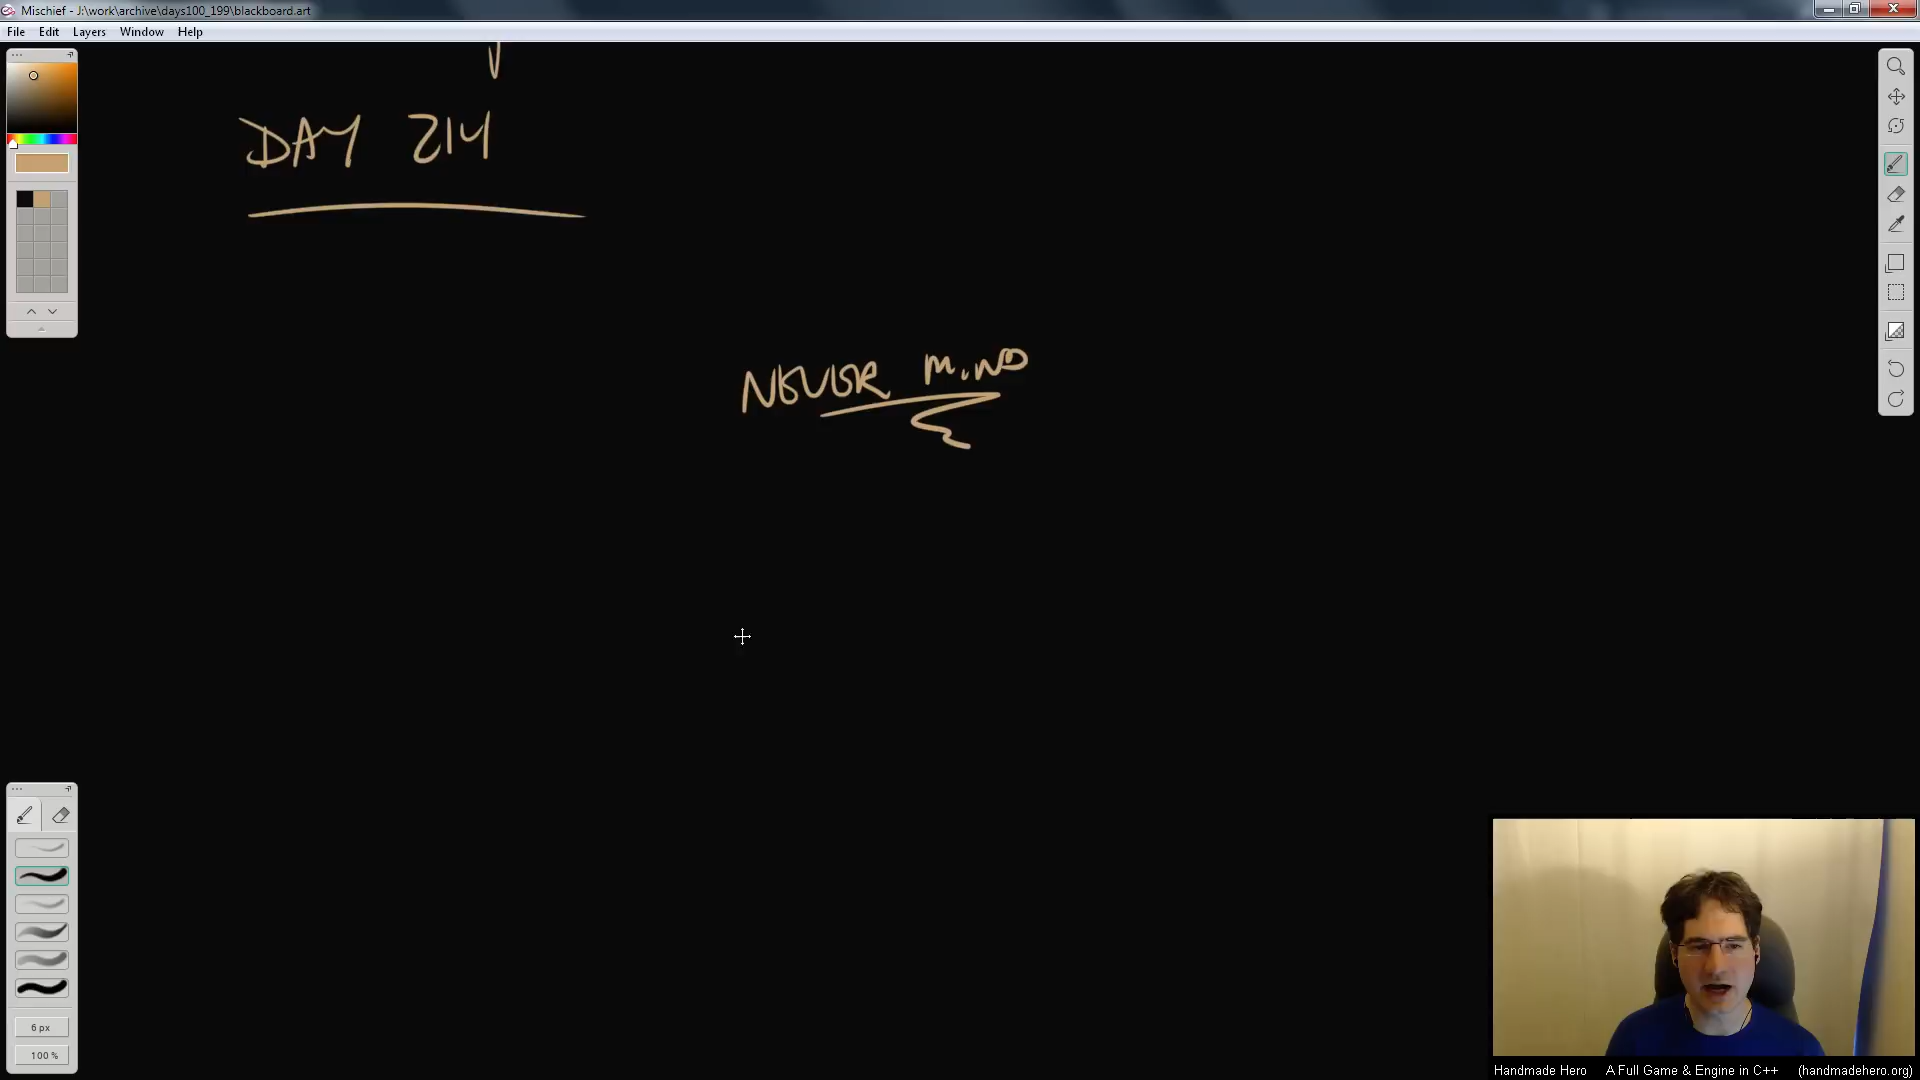 Mischief - J:\work\archive\days100_199\blackboard.art
File Edit Layers Window Help
DAY 214
NEVER MIND
6 px
100 %
Handmade Hero A Full Game & Engine in C++ (handmadehero.org)